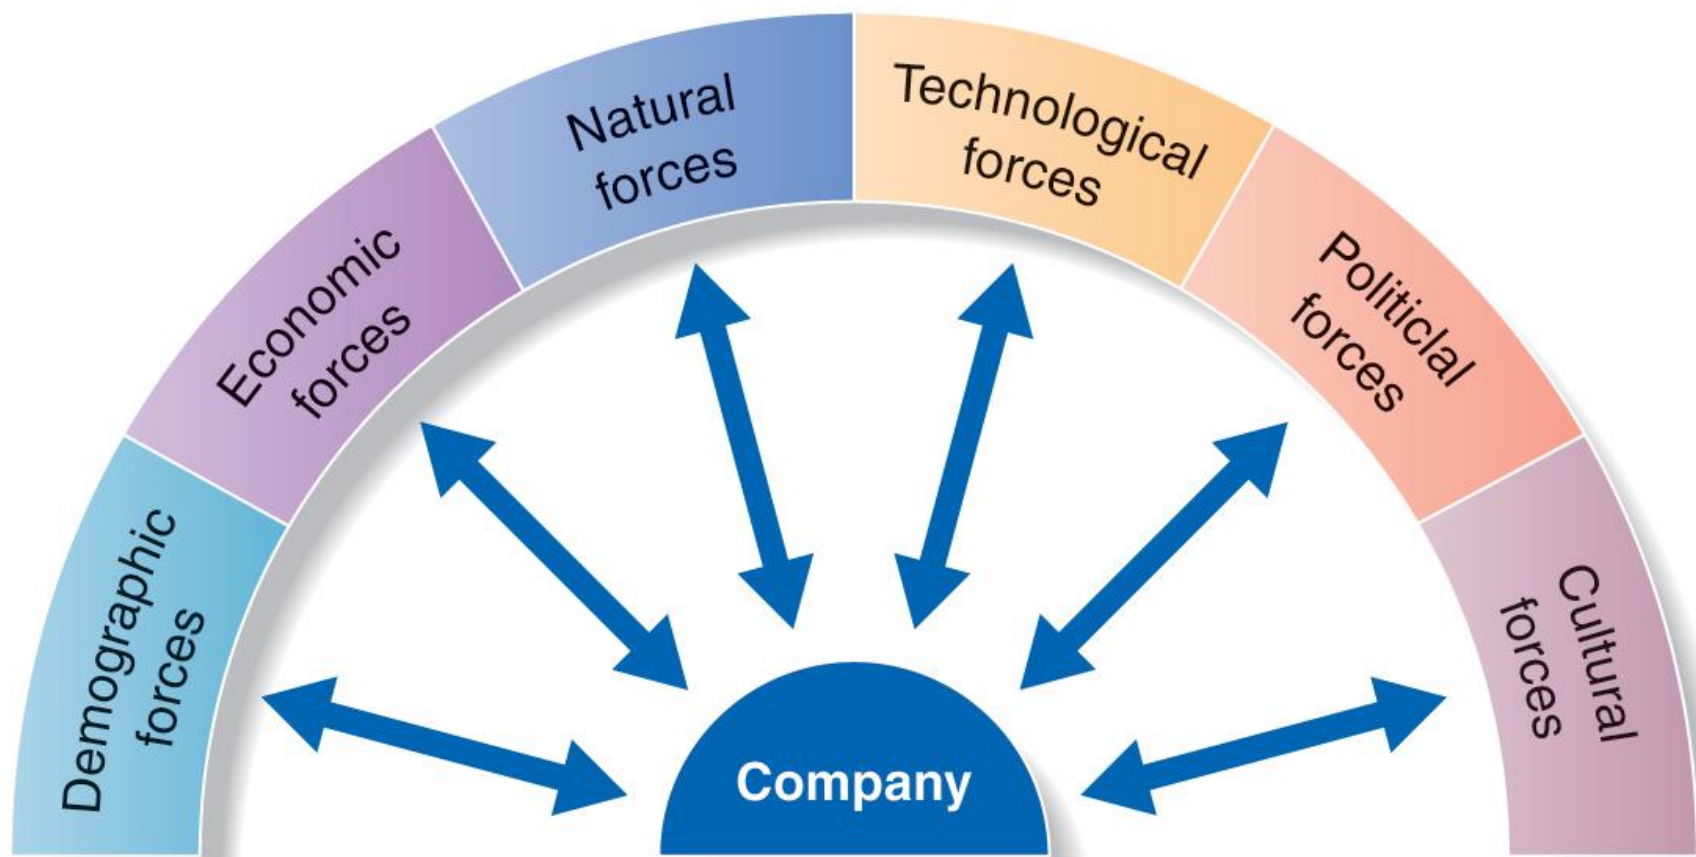 Demographic
forces
Economic
forces
Natural
forces
Technological
forces
Politiclal
forces
Cultural
forces
Company